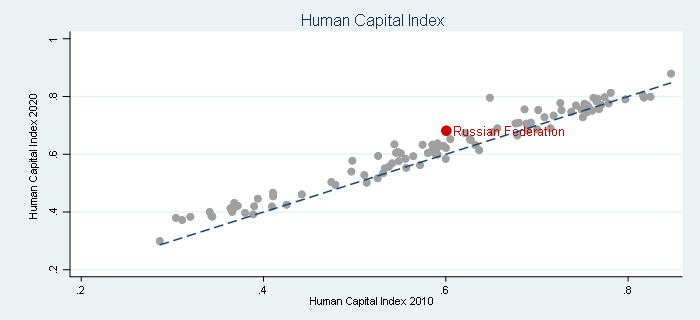 Human Capital Index
Human Capital Index 2020
1
.8
.6
.4
.2
Russian Federation
.2
.4
.6
.8
Human Capital Index 2010